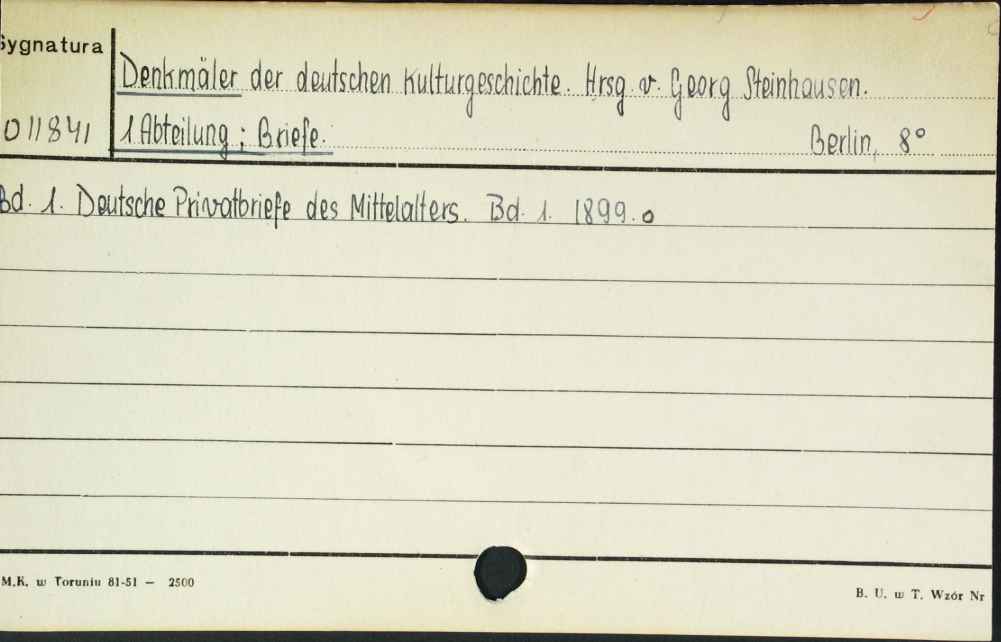 Sygnatura
Denkmäler der deutschen Kulturgeschichte. Hrsg. v. Georg Steinhausen.
011841 1 Abteilung; Briefe. Berlin, 8°
Bd. 1. Deutsche Privatbriefe des Mittelalters. Bd. 1. 1899.
M.K. w Toruniu 81-51 — 2500
B. U. w T. Wzór Nr